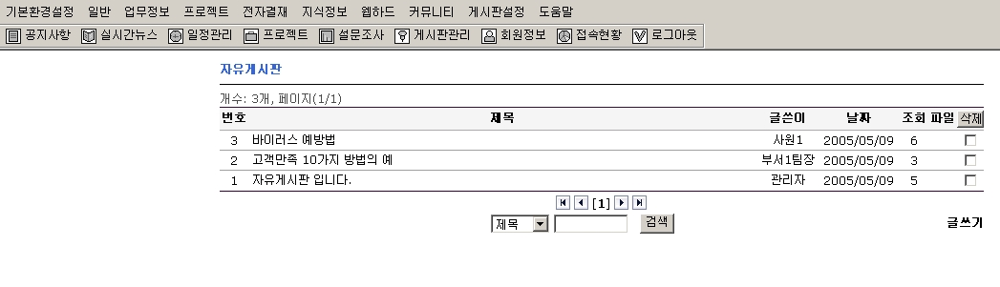 기본환경설정 일반 업무정보 프로젝트 전자결재 지식정보 웹하드 커뮤니티 게시판설정 도움말
공지사항 실시간뉴스 일정관리 프로젝트 설문조사 게시판관리 회원정보 접속현황 로그아웃
자유게시판
개수: 3개, 페이지(1/1)
번호 제목 글쓴이 날짜 조회 파일 삭제
3 바이러스 예방법 사원1 2005/05/09 6
2 고객만족 10가지 방법의 예 부서1팀장 2005/05/09 3
1 자유게시판 입니다. 관리자 2005/05/09 5
[1]
제목 검색 글쓰기